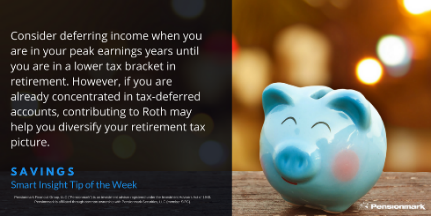 Consider deferring income when you
are in your peak earnings years until
you are in a lower tax bracket in
retirement. However, if you are
already concentrated in tax-deferred
accounts, contributing to Roth may
help you diversify your retirement tax
picture.
SAVINGS
Smart Insight Tip of the Week
Pensionmark